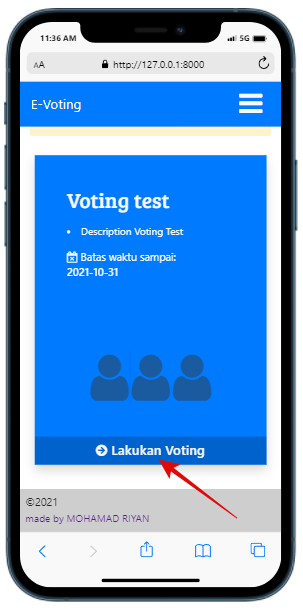 11:36 AM
5G
AA
http://127.0.0.1:8000
E-Voting
Voting test
Description Voting Test
Batas waktu sampai:
2021-10-31
Lakukan Voting
©2021
made by MOHAMAD RIYAN